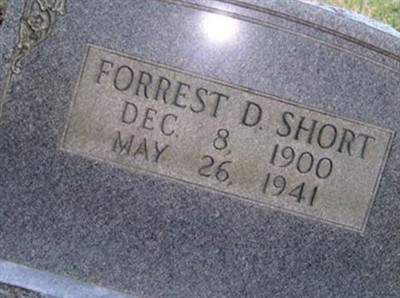 FORREST D. SHORT
DEC. 8, 1900
MAY 26, 1941